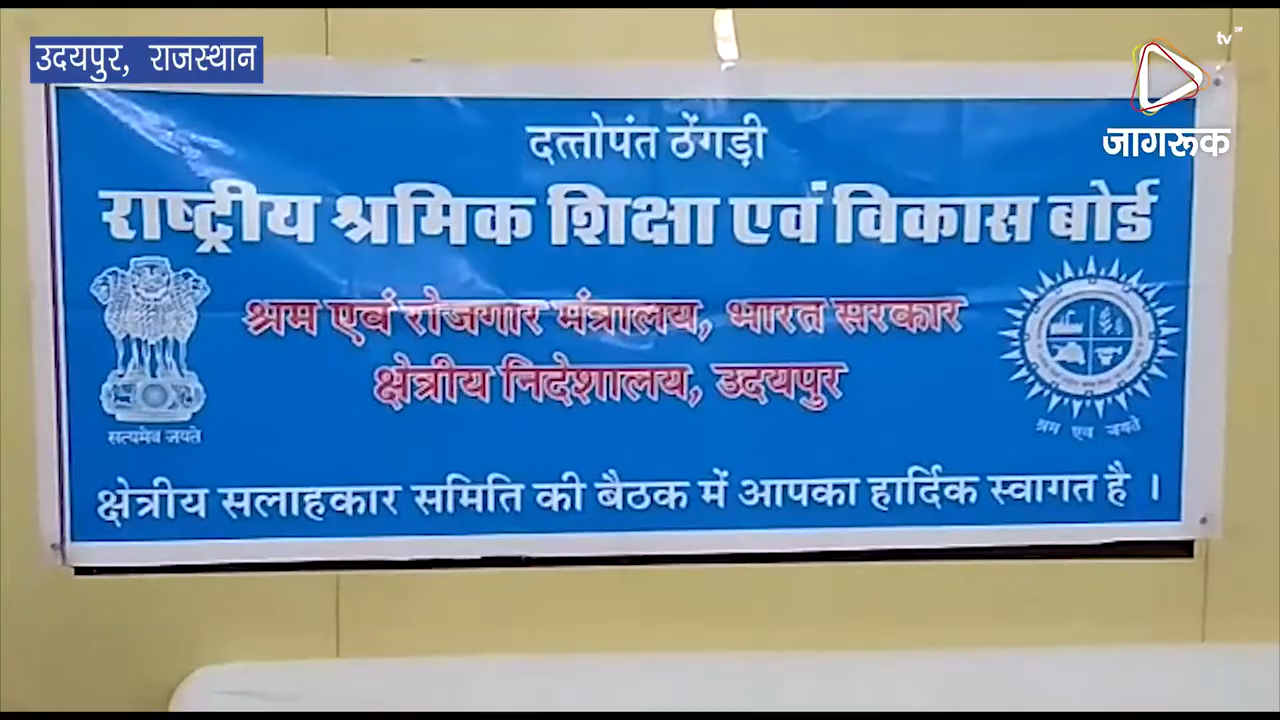 उदयपुर, राजस्थान
tv SM
जागरूक
दत्तोपंत ठेंगड़ी
राष्ट्रीय श्रमिक शिक्षा एवं विकास बोर्ड
श्रम एवं रोजगार मंत्रालय, भारत सरकार
क्षेत्रीय निदेशालय, उदयपुर
सत्यमेव जयते
श्रम एव जयते
क्षेत्रीय सलाहकार समिति की बैठक में आपका हार्दिक स्वागत है ।